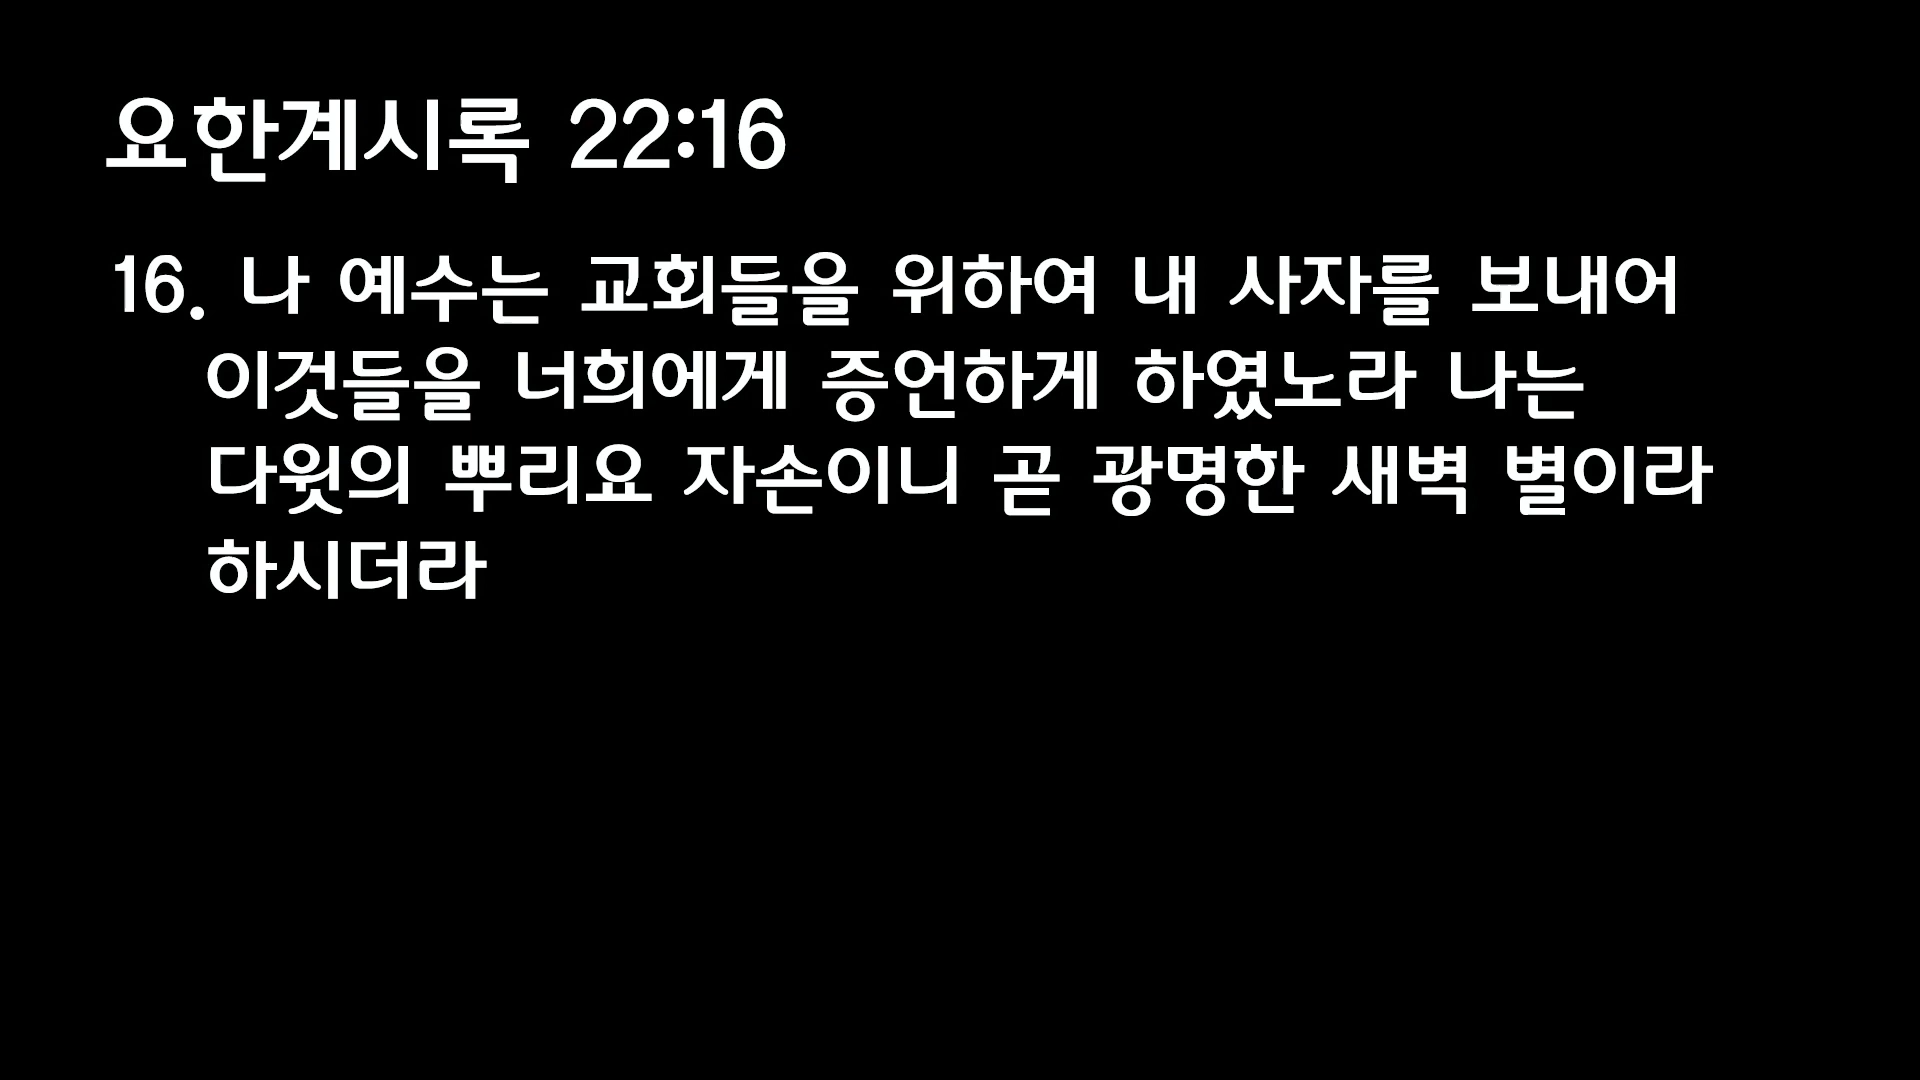 요한계시록 22:16
16. 나 예수는 교회들을 위하여 내 사자를 보내어
이것들을 너희에게 증언하게 하였노라 나는
다윗의 뿌리요 자손이니 곧 광명한 새벽 별이라
하시더라